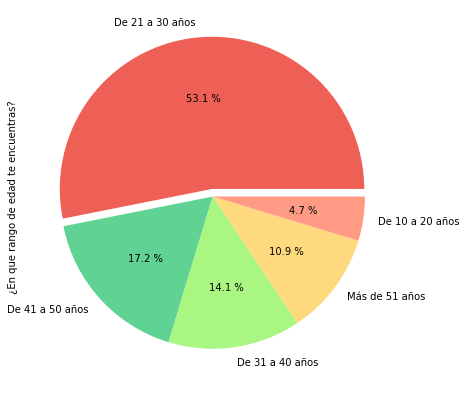 De 21 a 30 años
53.1 %
¿En que rango de edad te encuentras?
4.7 %
De 10 a 20 años
10.9 %
17.2 %
14.1 %
Más de 51 años
De 41 a 50 años
De 31 a 40 años